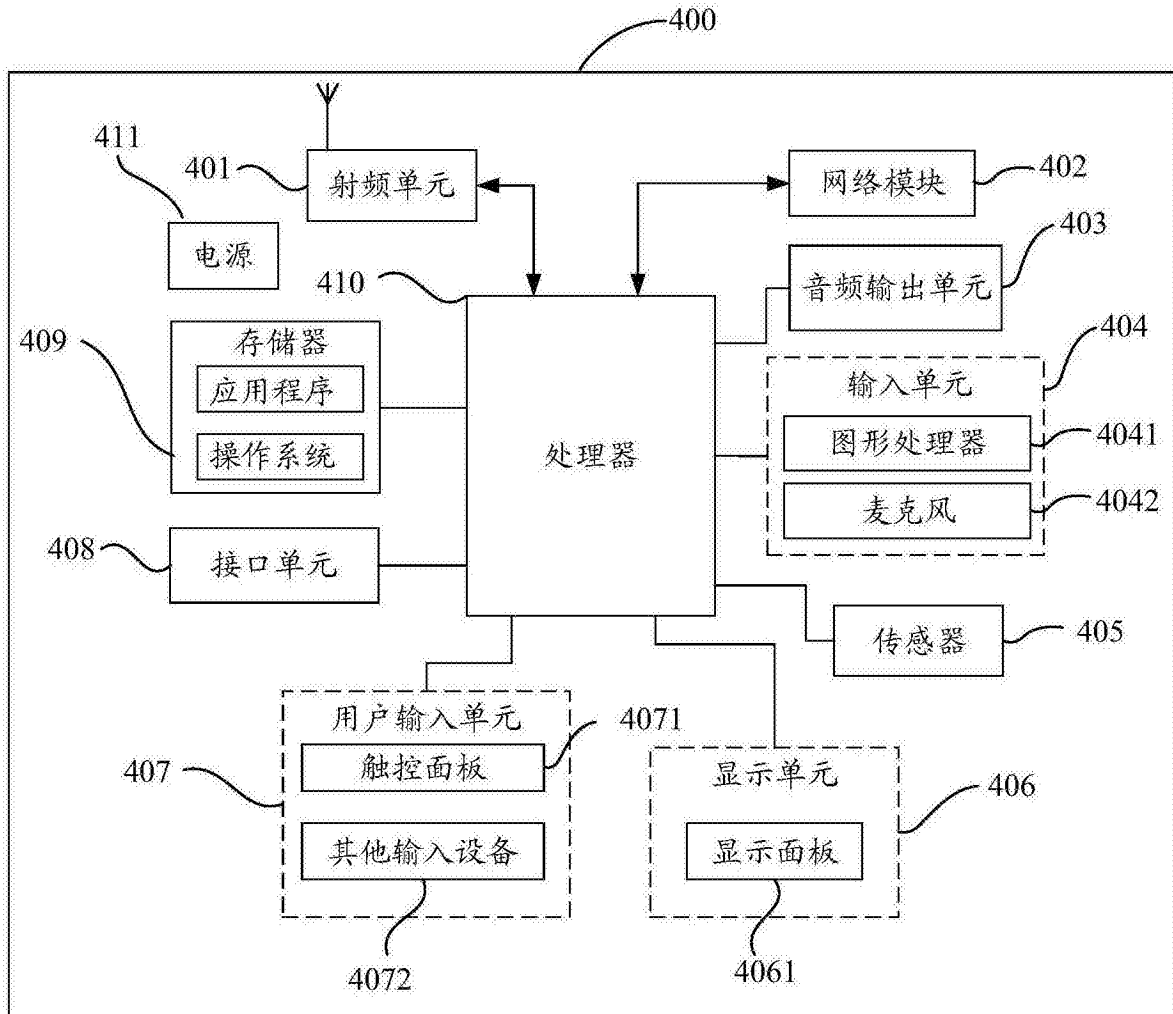 400
411
401
射频单元
网络模块
402
电源
410
音频输出单元
403
409
存储器
应用程序
操作系统
处理器
404
输入单元
图形处理器
4041
麦克风
4042
408
接口单元
传感器
405
用户输入单元
4071
触控面板
407
其他输入设备
4072
显示单元
406
显示面板
4061